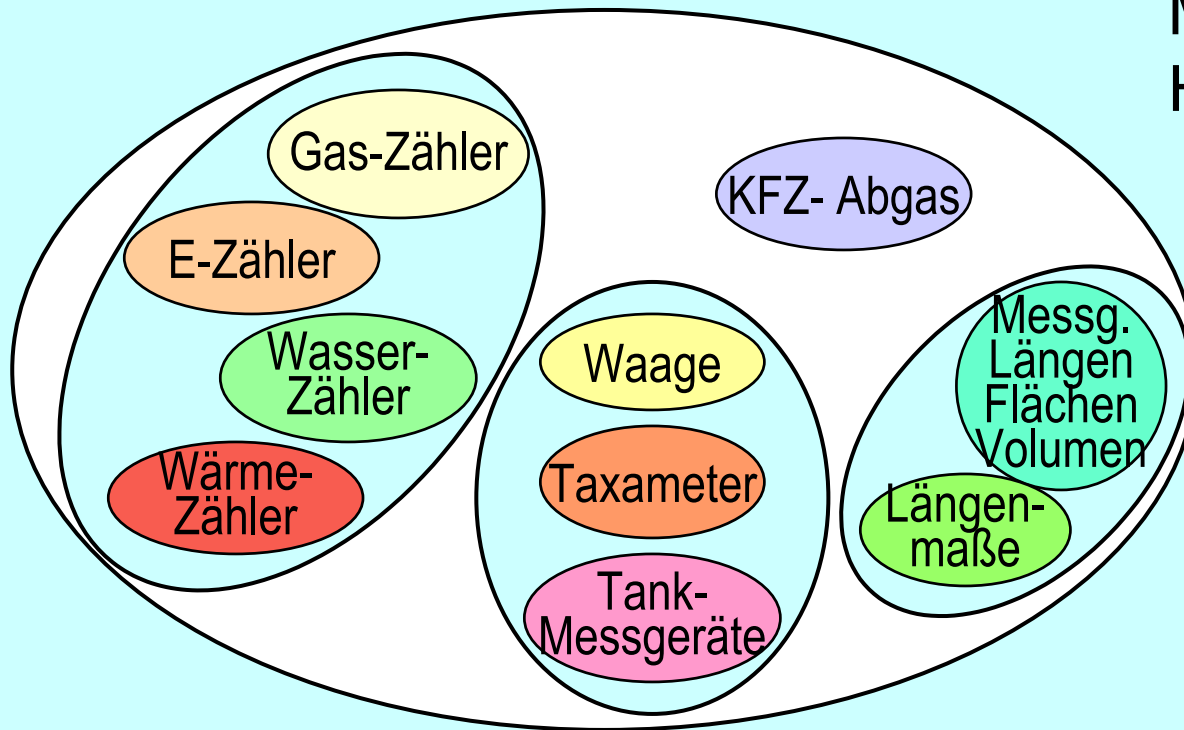 Gas-Zähler
KFZ- Abgas
E-Zähler
Wasser-
Zähler
Wärme-
Zähler
Waage
Taxameter
Tank-
Messgeräte
Messg.
Längen
Flächen
Volumen
Längen-
maße